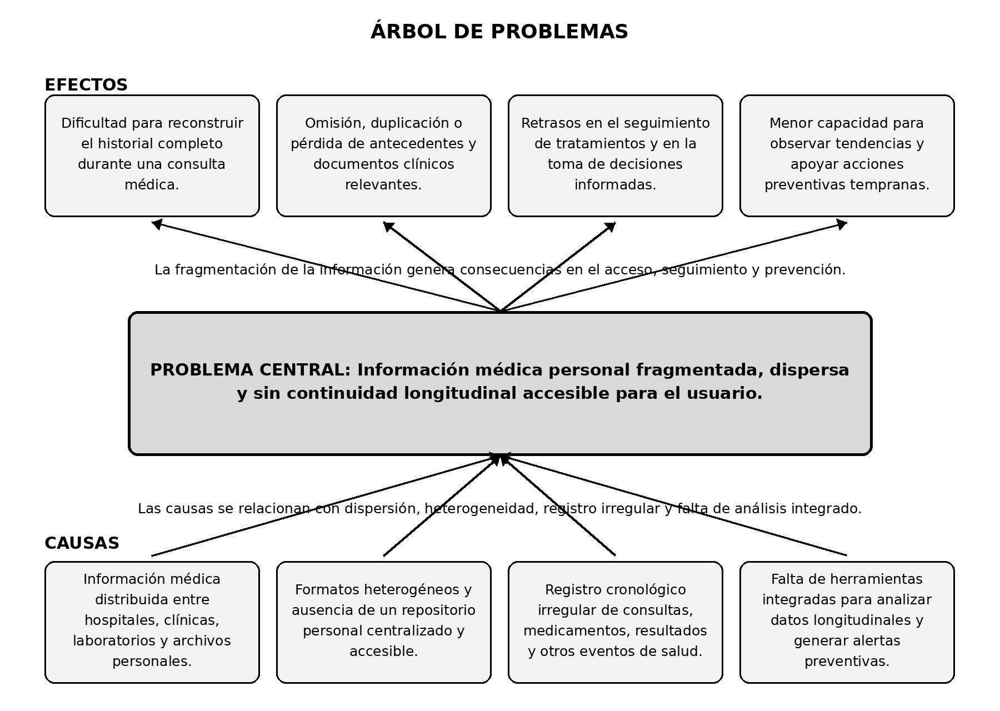 ÁRBOL DE PROBLEMAS
EFECTOS
Dificultad para reconstruir
el historial completo
durante una consulta
médica.
Omisión, duplicación o
pérdida de antecedentes y
documentos clínicos
relevantes.
Retrasos en el seguimiento
de tratamientos y en la
toma de decisiones
informadas.
Menor capacidad para
observar tendencias y
apoyar acciones
preventivas tempranas.
La fragmentación de la información genera consecuencias en el acceso, seguimiento y prevención.
PROBLEMA CENTRAL: Información médica personal fragmentada, dispersa
y sin continuidad longitudinal accesible para el usuario.
Las causas se relacionan con dispersión, heterogeneidad, registro irregular y falta de análisis integrado.
CAUSAS
Información médica
distribuida entre
hospitales, clínicas,
laboratorios y archivos
personales.
Formatos heterogéneos y
ausencia de un repositorio
personal centralizado y
accesible.
Registro cronológico
irregular de consultas,
medicamentos, resultados
y otros eventos de salud.
Falta de herramientas
integradas para analizar
datos longitudinales y
generar alertas
preventivas.